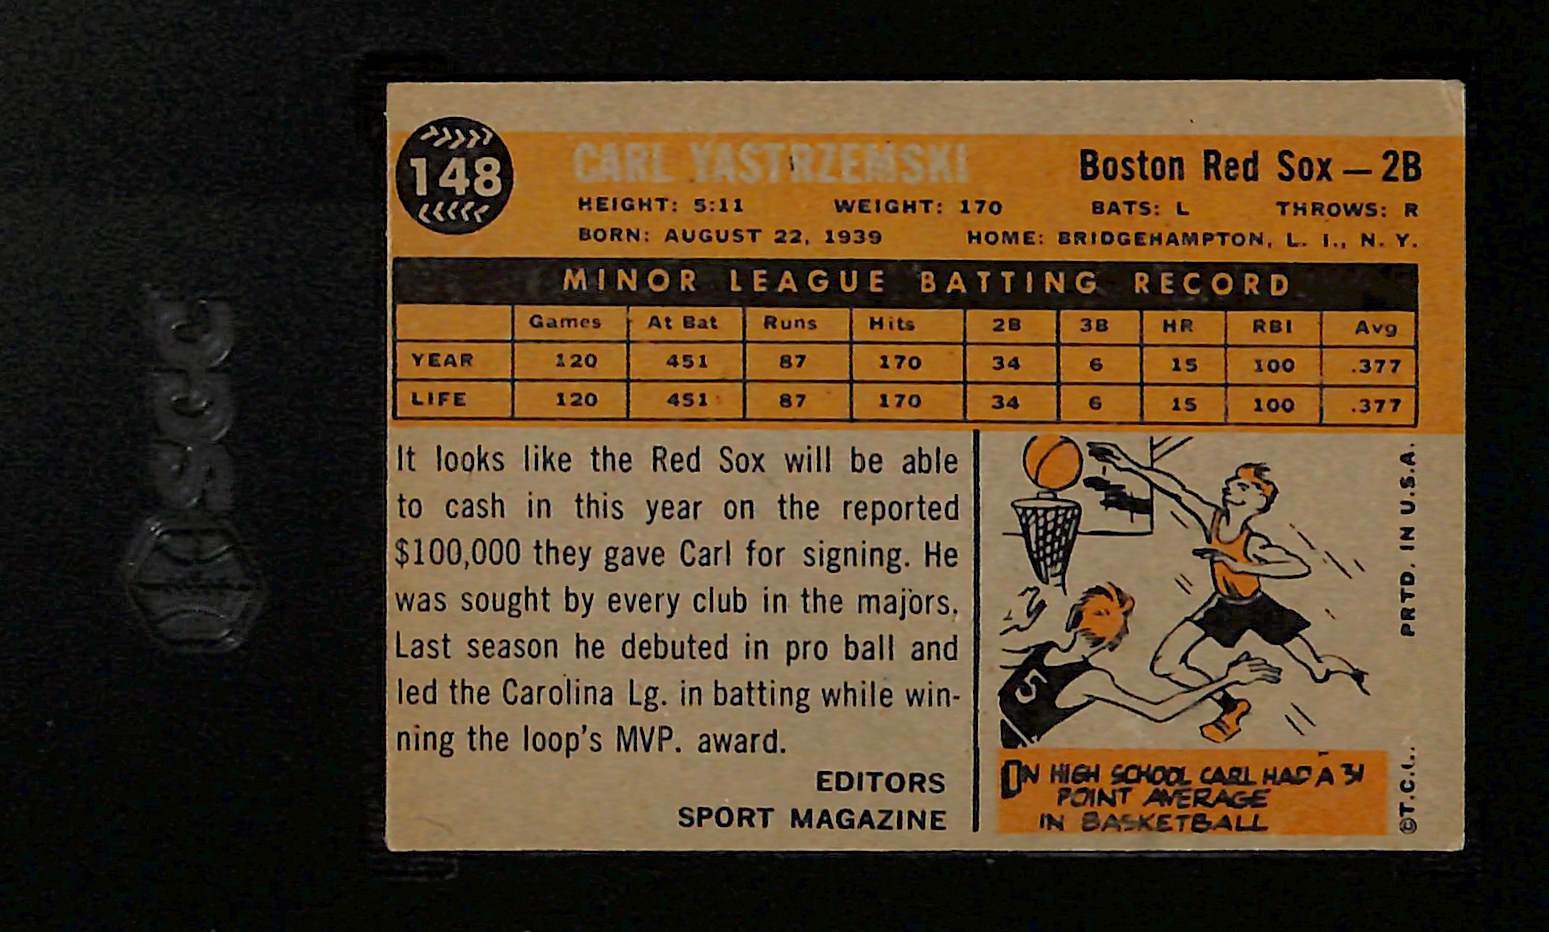 148
CARL YASTRZEMSKI
Boston Red Sox — 2B
HEIGHT: 5:11 WEIGHT: 170 BATS: L THROWS: R
BORN: AUGUST 22, 1939 HOME: BRIDGEHAMPTON, L. I., N. Y.
MINOR LEAGUE BATTING RECORD
Games At Bat Runs Hits 2B 3B HR RBI Avg
YEAR 120 451 87 170 34 6 15 100 .377
LIFE 120 451 87 170 34 6 15 100 .377
It looks like the Red Sox will be able
to cash in this year on the reported
$100,000 they gave Carl for signing. He
was sought by every club in the majors.
Last season he debuted in pro ball and
led the Carolina Lg. in batting while win-
ning the loop's MVP. award.
EDITORS
SPORT MAGAZINE
5
IN HIGH SCHOOL CARL HAD A 31
POINT AVERAGE
IN BASKETBALL
©T.C.G. PRTD. IN U.S.A.
SGC